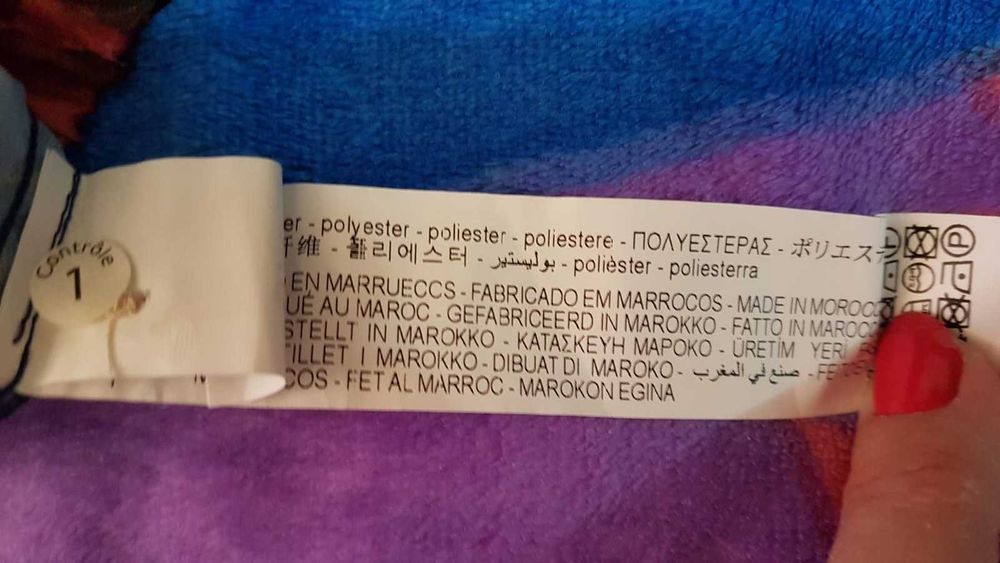 Contrôle
1
er - polyester - poliester - poliestere - ΠΟΛΥΕΣΤΕΡΑΣ - ポリエステ
纤维 - 폴리에스터 - بوليستير - polièster - poliesterra
EN MARRUECCS - FABRICADO EM MARROCOS - MADE IN MOROCC
QUÉ AU MAROC - GEFABRICEERD IN MAROKKO - FATTO IN MAROCC
STELLT IN MAROKKO - ΚΑΤΑΣΚΕΥΗ ΜΑΡΟΚΟ - ÜRETİM YERİ
TILLET I MAROKKO - DIBUAT DI MAROKO - صنع في المغرب -
COS - FET AL MARROC - MAROKON EGINA